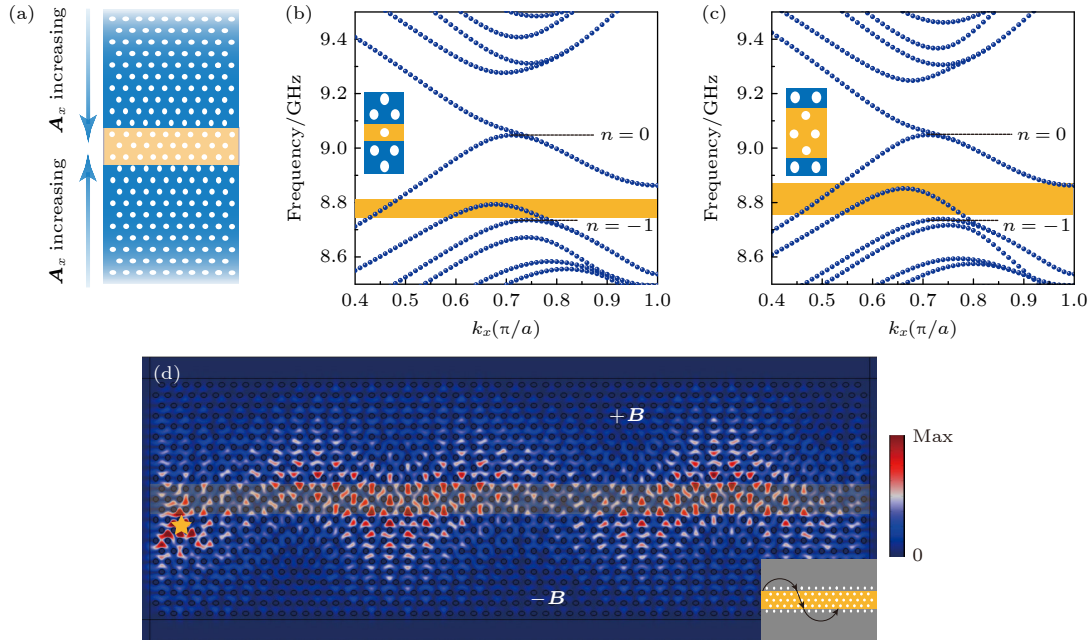 (a)
A_x increasing
A_x increasing
(b)
Frequency/GHz
9.4
9.2
9.0
8.8
8.6
0.4 0.5 0.6 0.7 0.8 0.9 1.0
k_x(π/a)
n = 0
n = −1
(c)
Frequency/GHz
9.4
9.2
9.0
8.8
8.6
0.4 0.5 0.6 0.7 0.8 0.9 1.0
k_x(π/a)
n = 0
n = −1
(d)
+B
−B
Max
0